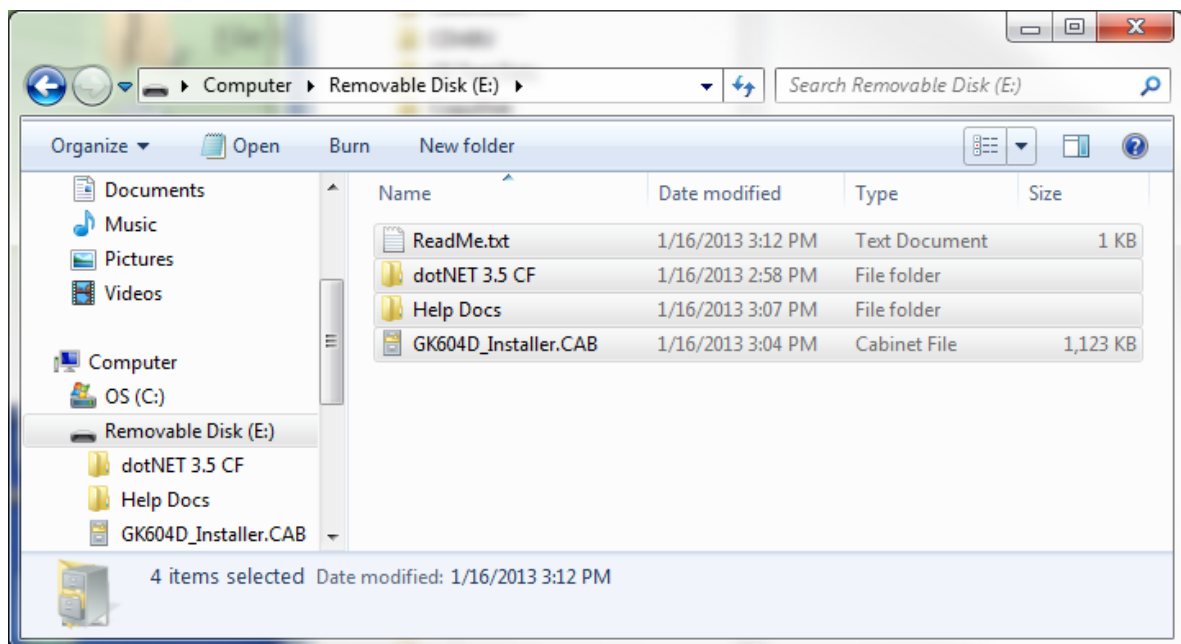 Computer Removable Disk (E:) Search Removable Disk (E:)
Organize Open Burn New folder
Documents
Music
Pictures
Videos
Computer
OS (C:)
Removable Disk (E:)
dotNET 3.5 CF
Help Docs
GK604D_Installer.CAB
Name Date modified Type Size
ReadMe.txt 1/16/2013 3:12 PM Text Document 1 KB
dotNET 3.5 CF 1/16/2013 2:58 PM File folder
Help Docs 1/16/2013 3:07 PM File folder
GK604D_Installer.CAB 1/16/2013 3:04 PM Cabinet File 1,123 KB
4 items selected Date modified: 1/16/2013 3:12 PM